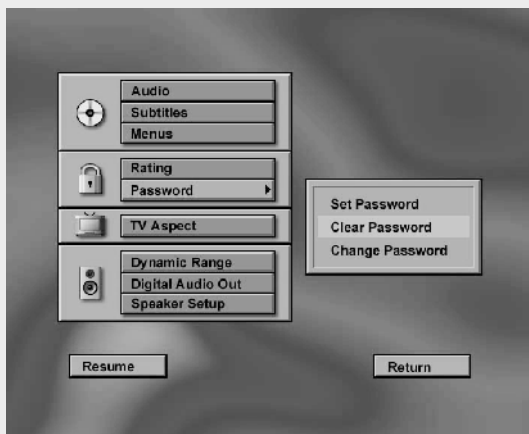 Audio
Subtitles
Menus
Rating
Password
TV Aspect
Dynamic Range
Digital Audio Out
Speaker Setup
Set Password
Clear Password
Change Password
Resume
Return